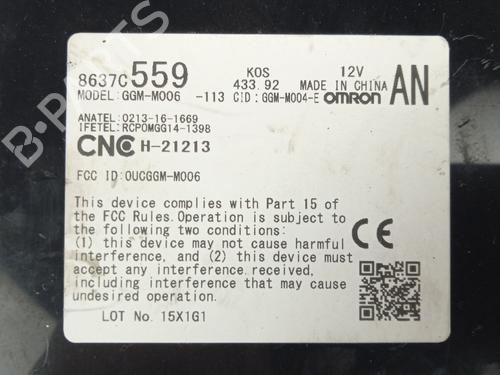 8637C559 KOS 12V
433.92 MADE IN CHINA AN
MODEL:GGM-M006 -113 CID:GGM-M004-E OMRON
ANATEL:0213-16-1669
IFETEL:RCPOMGG14-1398
CNC H-21213
FCC ID:OUCGGM-M006
This device complies with Part 15 of
the FCC Rules.Operation is subject to
the following two conditions:
(1) this device may not cause harmful
interference, and (2) this device must
accept any interference received,
including interference that may cause
undesired operation.
CE
LOT No. 15X1G1